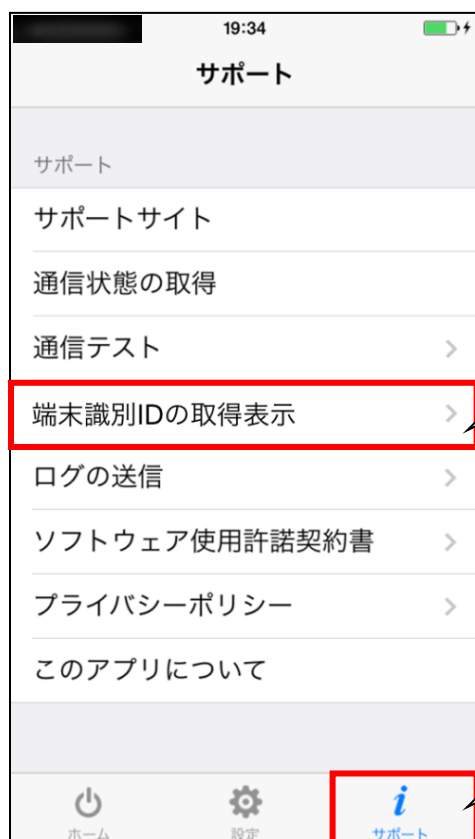 19:34
サポート
サポート
サポートサイト
通信状態の取得
通信テスト
端末識別IDの取得表示
ログの送信
ソフトウェア使用許諾契約書
プライバシーポリシー
このアプリについて
ホーム 設定 サポート